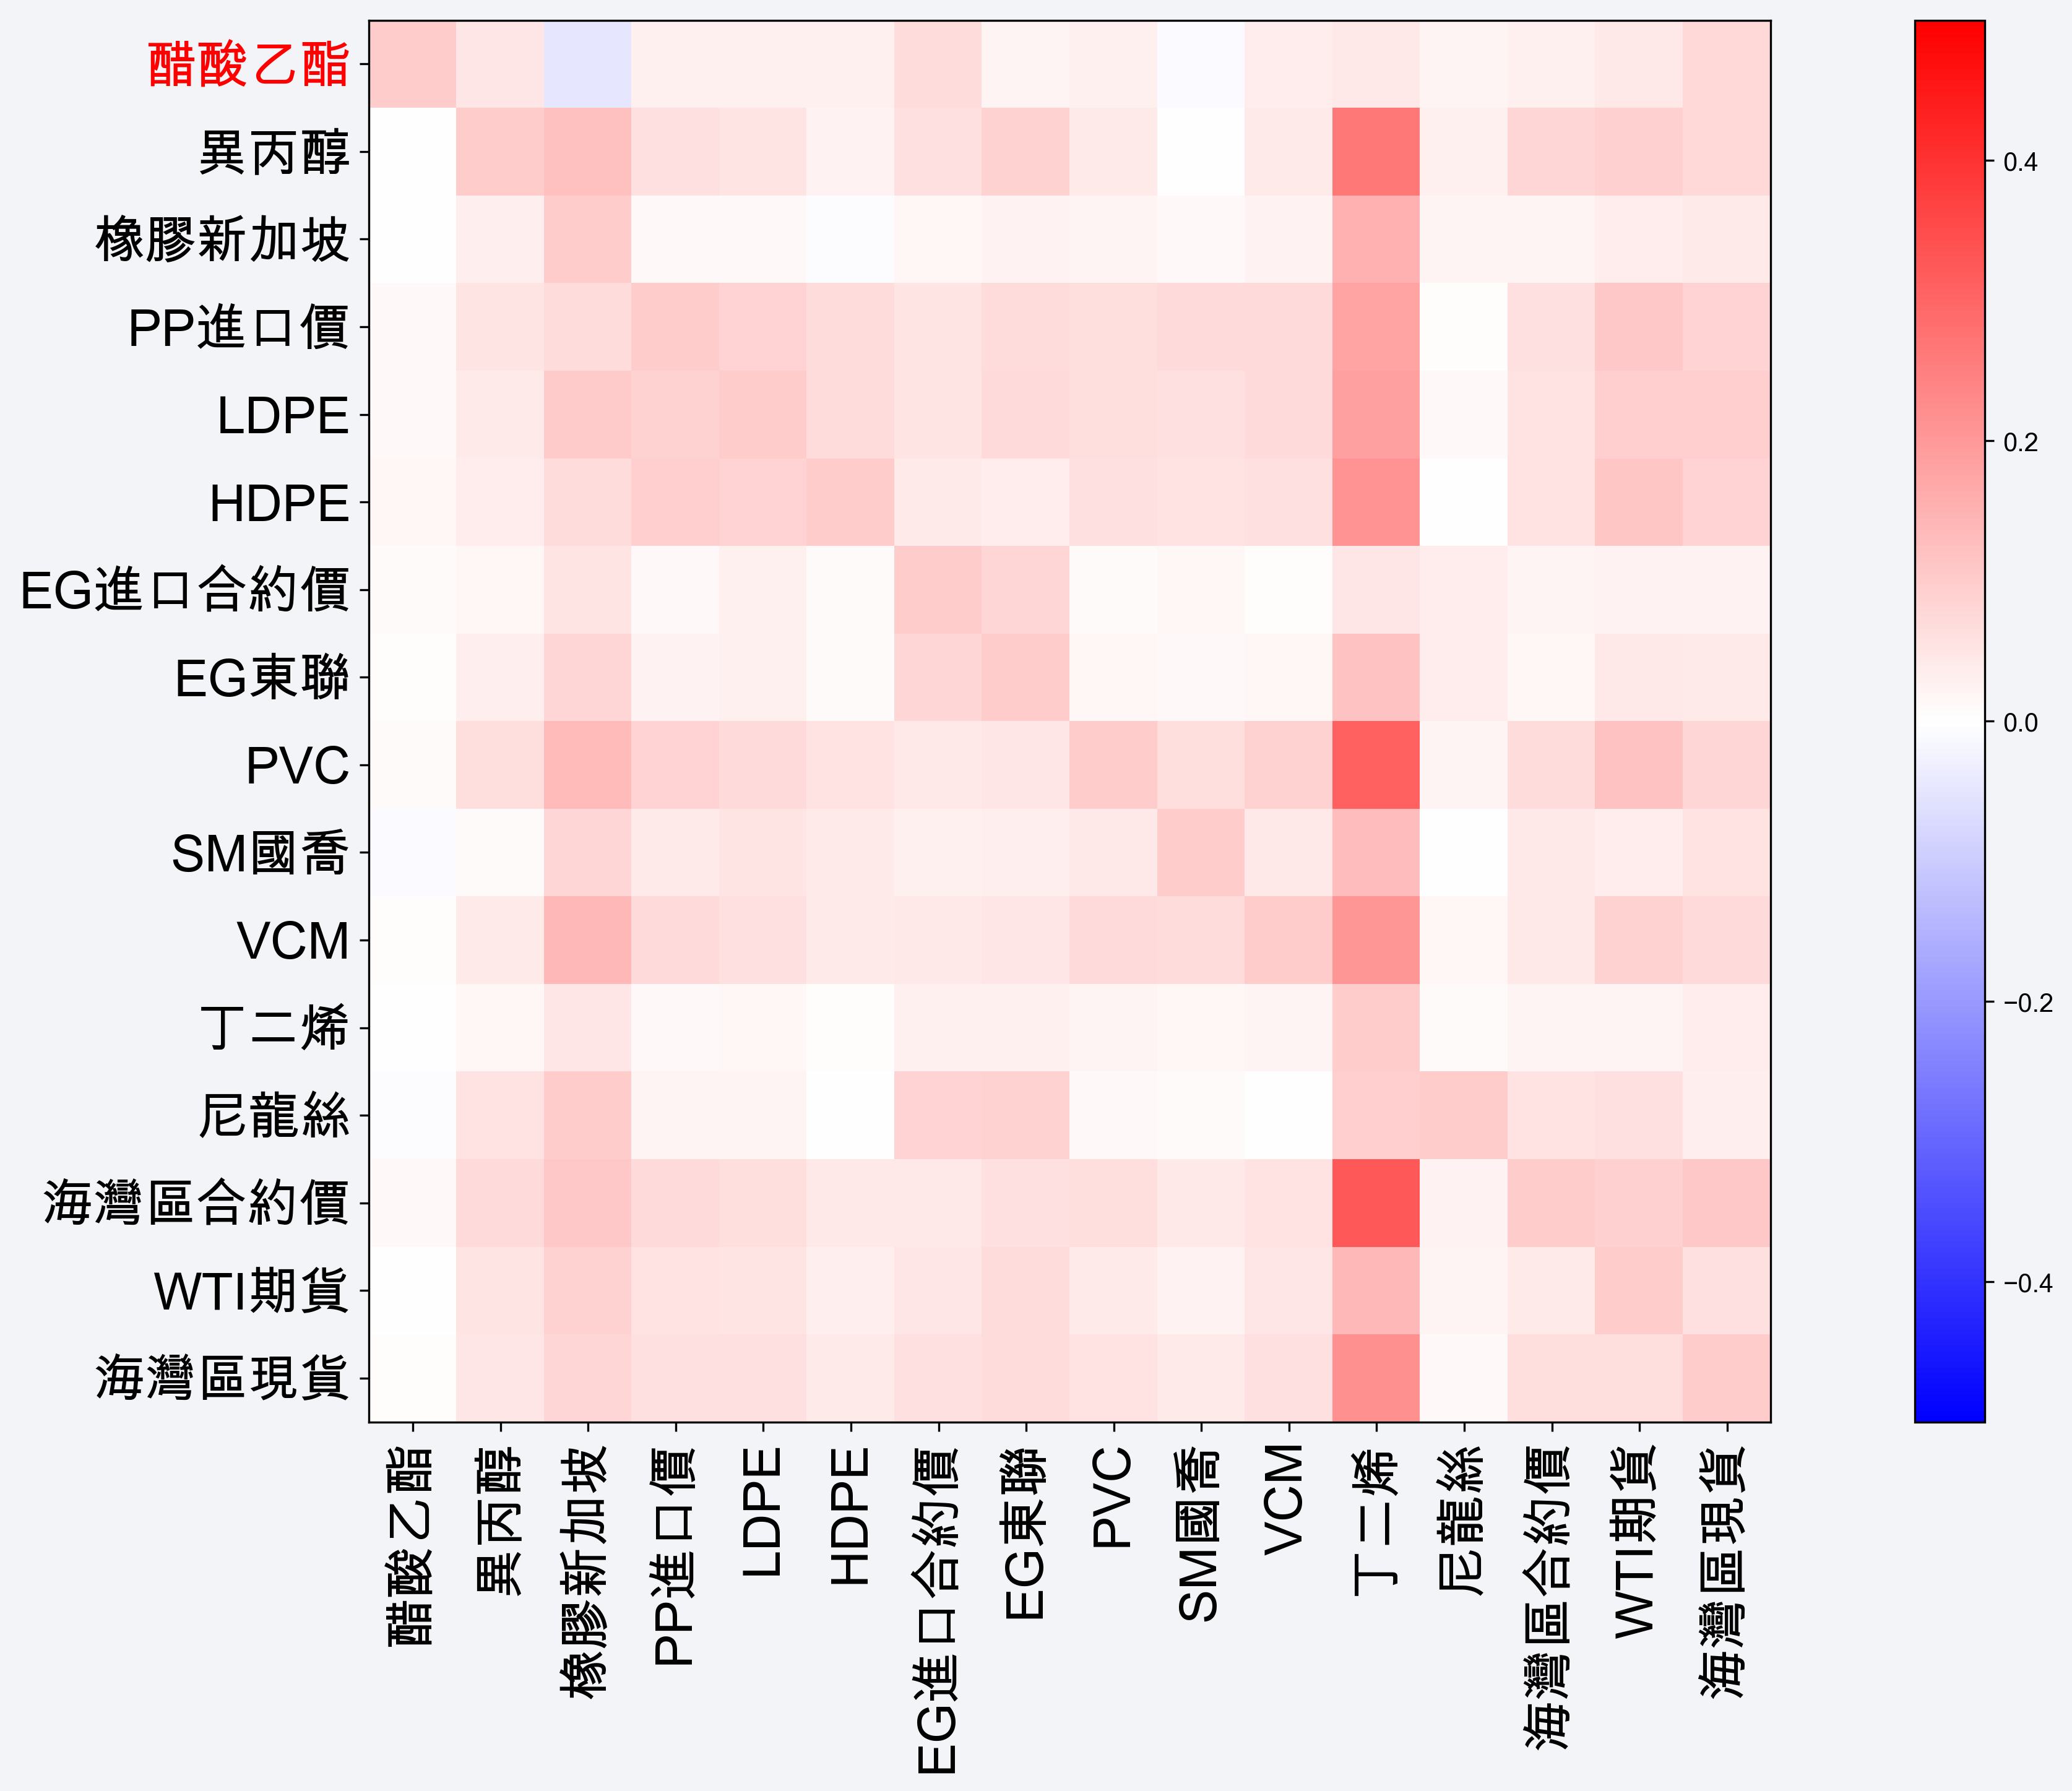 醋酸乙酯
異丙醇
橡膠新加坡
PP進口價
LDPE
HDPE
EG進口合約價
EG東聯
PVC
SM國喬
VCM
丁二烯
尼龍絲
海灣區合約價
WTI期貨
海灣區現貨
醋酸乙酯
異丙醇
橡膠新加坡
PP進口價
LDPE
HDPE
EG進口合約價
EG東聯
PVC
SM國喬
VCM
丁二烯
尼龍絲
海灣區合約價
WTI期貨
海灣區現貨
0.4
0.2
0.0
−0.2
−0.4